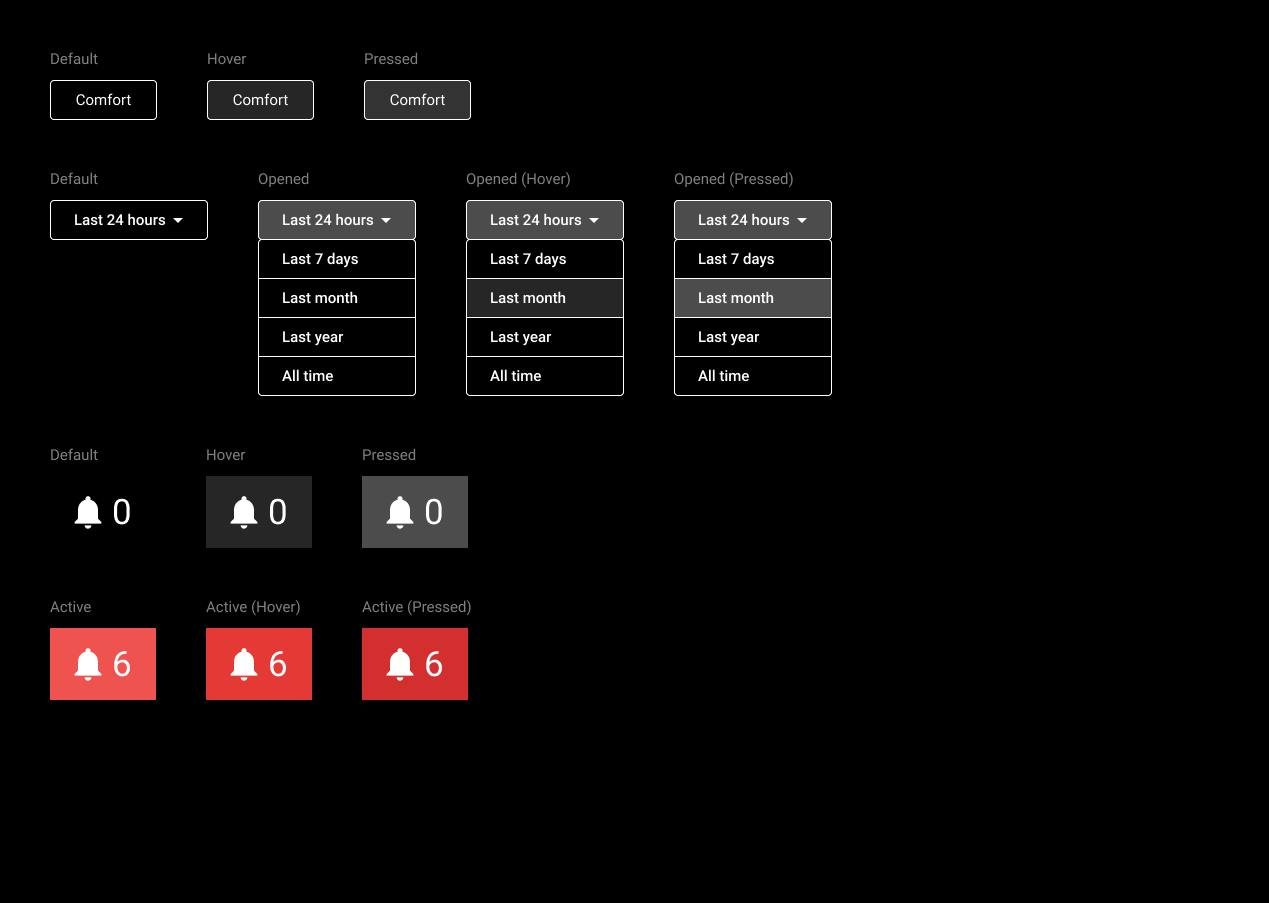 Default Hover Pressed
Comfort Comfort Comfort
Default Opened Opened (Hover) Opened (Pressed)
Last 24 hours Last 24 hours Last 24 hours Last 24 hours
Last 7 days Last 7 days Last 7 days
Last month Last month Last month
Last year Last year Last year
All time All time All time
Default Hover Pressed
0 0 0
Active Active (Hover) Active (Pressed)
6 6 6